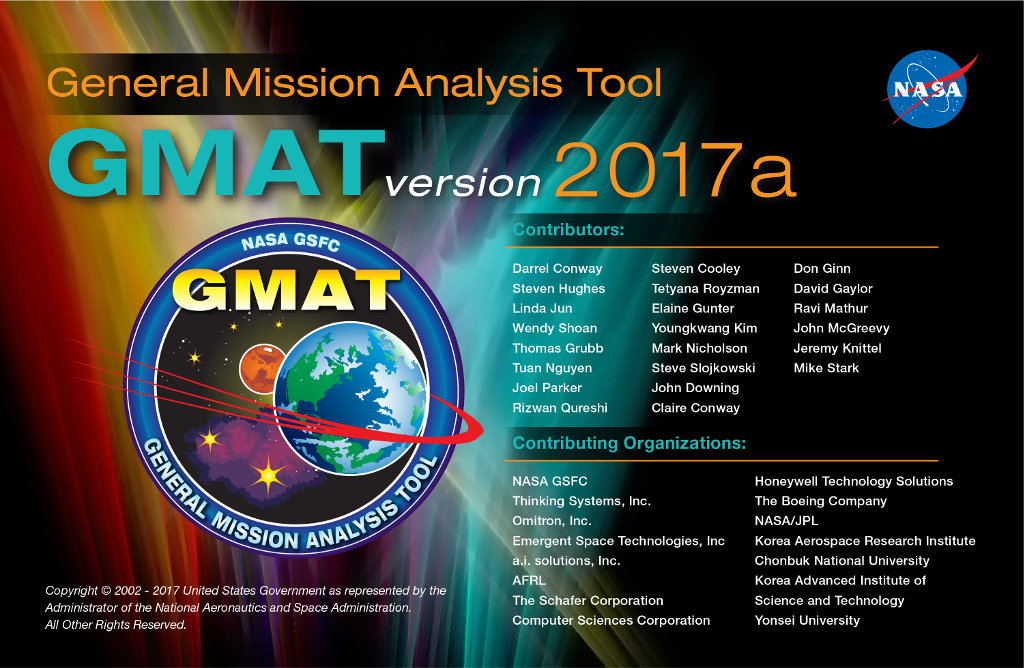 General Mission Analysis Tool
NASA
GMAT version 2017a
NASA GSFC
GMAT
GENERAL MISSION ANALYSIS TOOL
Contributors:
Darrel Conway
Steven Hughes
Linda Jun
Wendy Shoan
Thomas Grubb
Tuan Nguyen
Joel Parker
Rizwan Qureshi
Steven Cooley
Tetyana Royzman
Elaine Gunter
Youngkwang Kim
Mark Nicholson
Steve Slojkowski
John Downing
Claire Conway
Don Ginn
David Gaylor
Ravi Mathur
John McGreevy
Jeremy Knittel
Mike Stark
Contributing Organizations:
NASA GSFC
Thinking Systems, Inc.
Omitron, Inc.
Emergent Space Technologies, Inc
a.i. solutions, Inc.
AFRL
The Schafer Corporation
Computer Sciences Corporation
Honeywell Technology Solutions
The Boeing Company
NASA/JPL
Korea Aerospace Research Institute
Chonbuk National University
Korea Advanced Institute of
Science and Technology
Yonsei University
Copyright © 2002 - 2017 United States Government as represented by the
Administrator of the National Aeronautics and Space Administration.
All Other Rights Reserved.